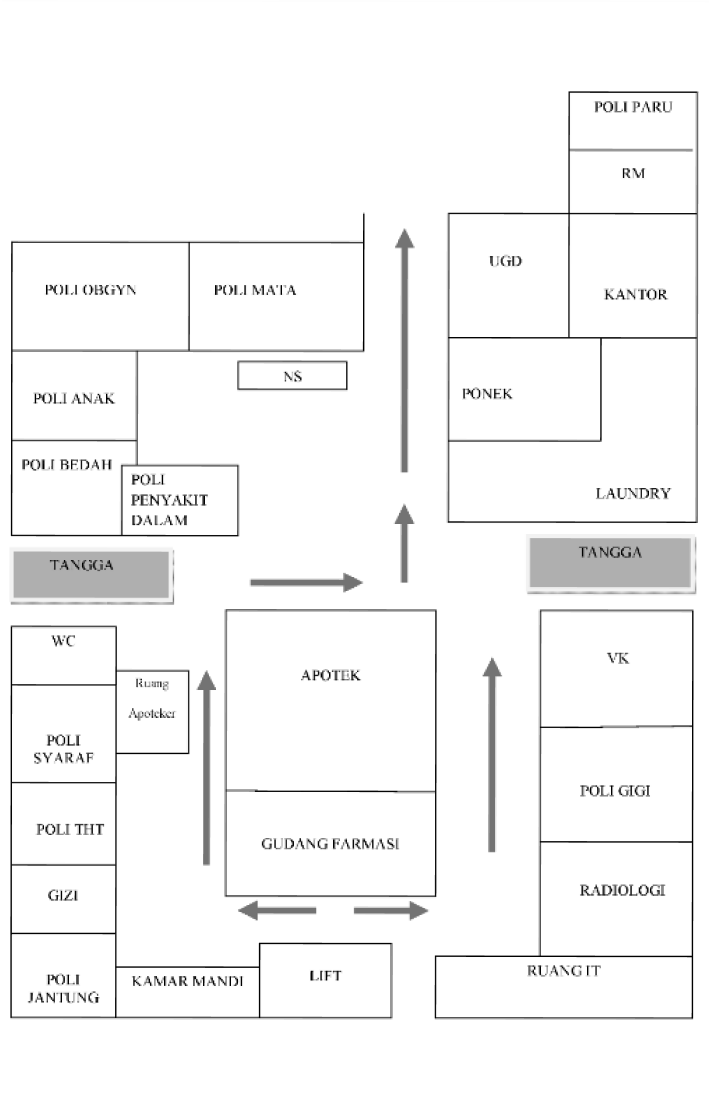 POLI PARU
RM
UGD
KANTOR
POLI OBGYN
POLI MATA
NS
POLI ANAK
PONEK
POLI BEDAH
POLI
PENYAKIT
DALAM
LAUNDRY
TANGGA
TANGGA
WC
Ruang
Apoteker
APOTEK
VK
POLI
SYARAF
POLI GIGI
POLI THT
GUDANG FARMASI
GIZI
RADIOLOGI
POLI
JANTUNG
KAMAR MANDI
LIFT
RUANG IT